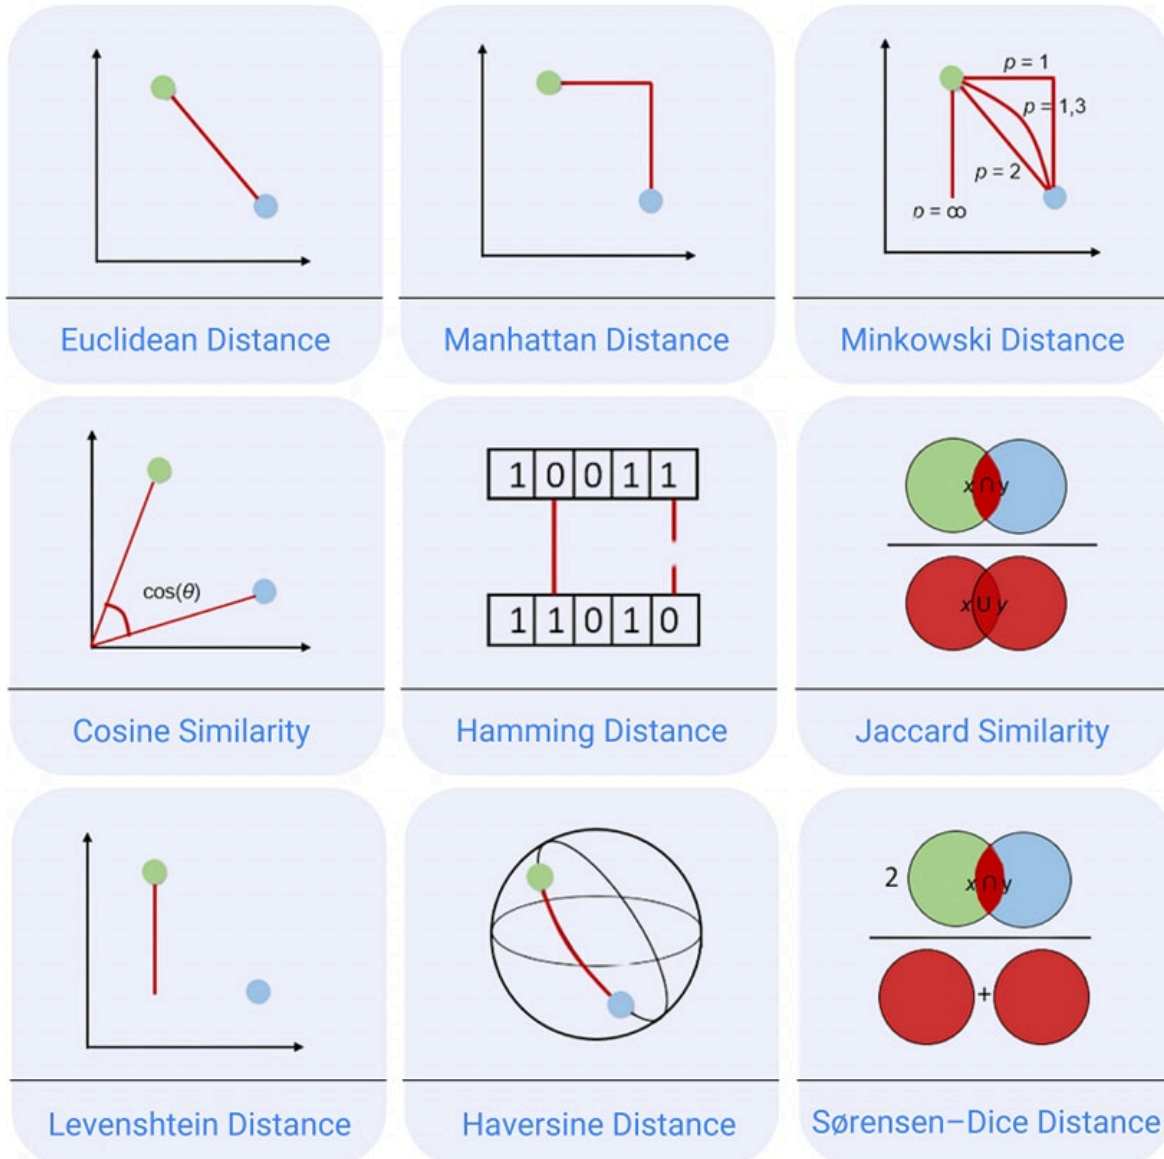 p = 1
p = 1,3
p = 2
p = ∞
Euclidean Distance
Manhattan Distance
Minkowski Distance
cos(θ)
1 0 0 1 1
1 1 0 1 0
x ∩ y
x ∪ y
Cosine Similarity
Hamming Distance
Jaccard Similarity
2
x ∩ y
+
Levenshtein Distance
Haversine Distance
Sørensen–Dice Distance